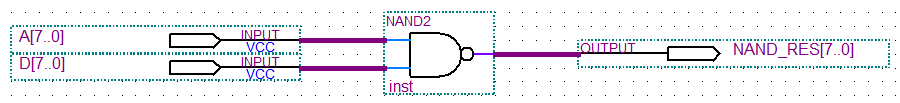 A[7..0] INPUT
VCC
D[7..0] INPUT
VCC
NAND2
inst
OUTPUT NAND_RES[7..0]